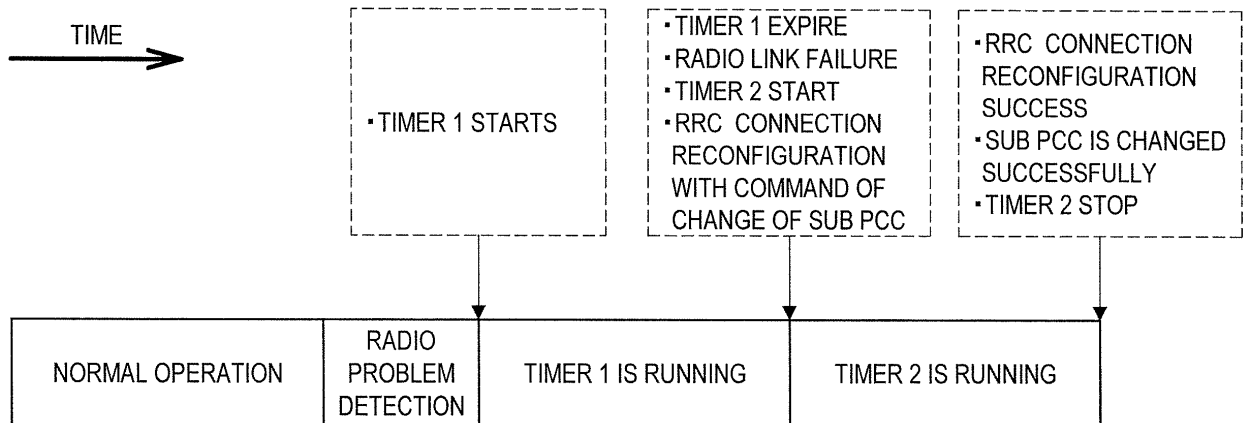 TIME
・TIMER 1 STARTS
・TIMER 1 EXPIRE
・RADIO LINK FAILURE
・TIMER 2 START
・RRC CONNECTION
RECONFIGURATION
WITH COMMAND OF
CHANGE OF SUB PCC
・RRC CONNECTION
RECONFIGURATION
SUCCESS
・SUB PCC IS CHANGED
SUCCESSFULLY
・TIMER 2 STOP
NORMAL OPERATION
RADIO
PROBLEM
DETECTION
TIMER 1 IS RUNNING
TIMER 2 IS RUNNING